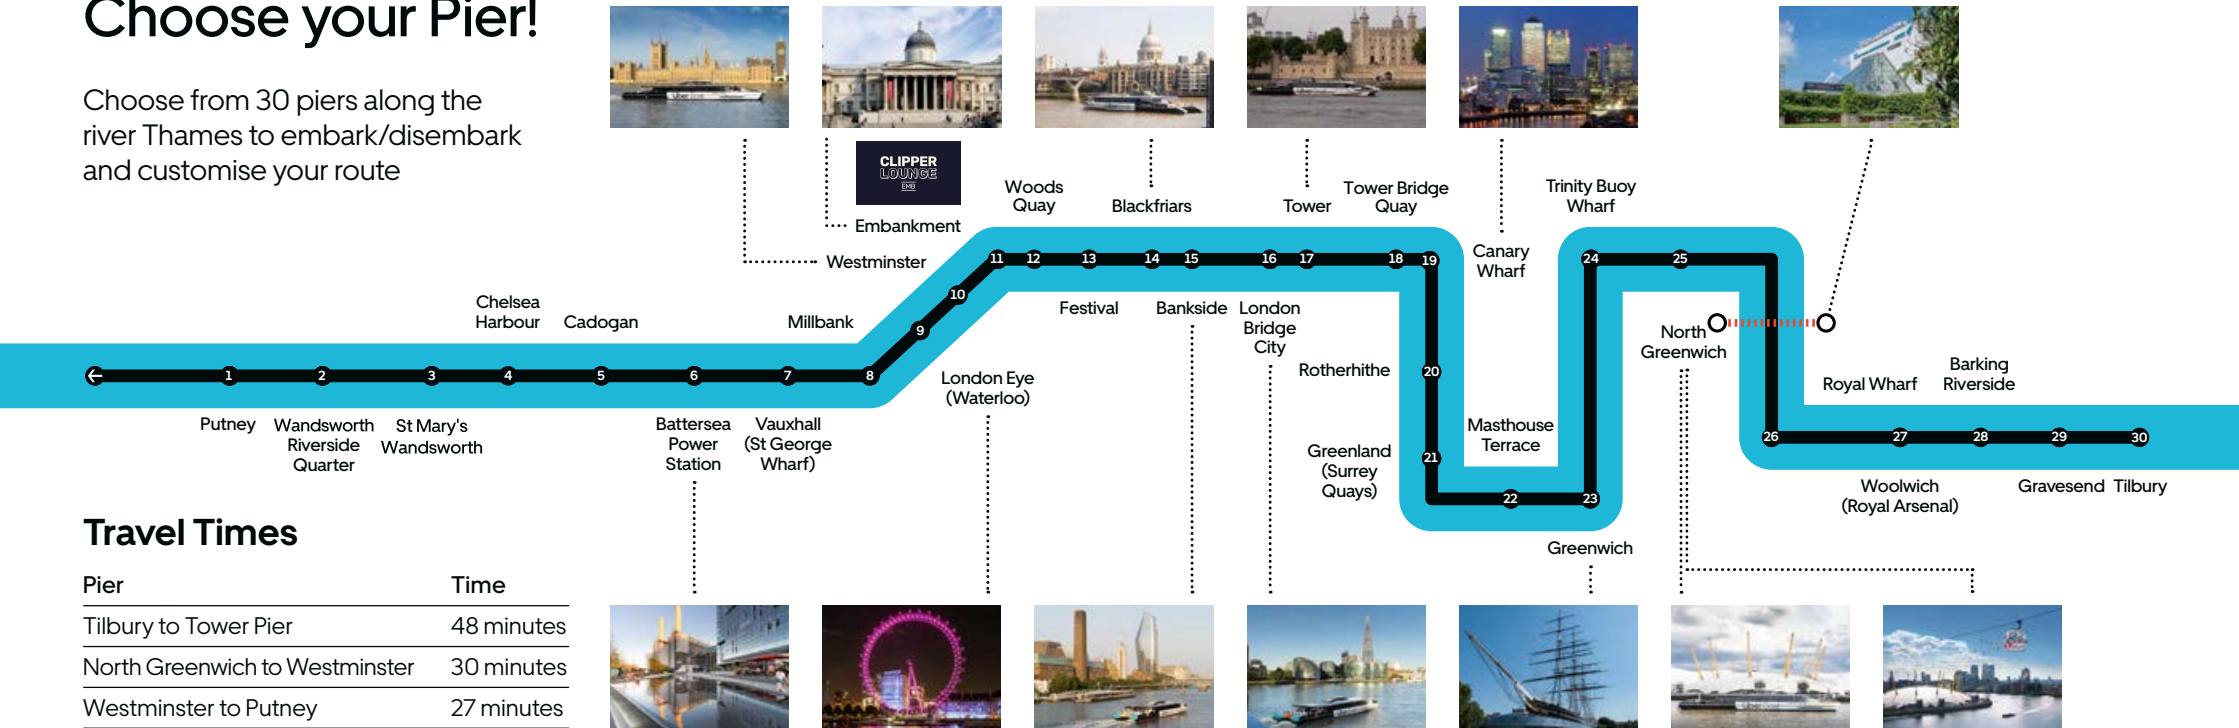 Choose your Pier!
Choose from 30 piers along the
river Thames to embark/disembark
and customise your route
CLIPPER
LOUNGE
EMB
Embankment
Westminster
Woods
Quay
Blackfriars
Tower
Tower Bridge
Quay
Canary
Wharf
Trinity Buoy
Wharf
Chelsea
Harbour
Cadogan
Millbank
11
12
13
14
15
16
17
18
19
24
25
10
9
Festival
Bankside
London
Bridge
City
North
Greenwich
Rotherhithe
20
1
2
3
4
5
6
7
8
London Eye
(Waterloo)
Royal Wharf
Barking
Riverside
Putney
Wandsworth
Riverside
Quarter
St Mary's
Wandsworth
Battersea
Power
Station
Vauxhall
(St George
Wharf)
Greenland
(Surrey
Quays)
21
Masthouse
Terrace
22
23
26
27
28
29
30
Woolwich
(Royal Arsenal)
Gravesend
Tilbury
Greenwich
Travel Times
Pier Time
Tilbury to Tower Pier 48 minutes
North Greenwich to Westminster 30 minutes
Westminster to Putney 27 minutes